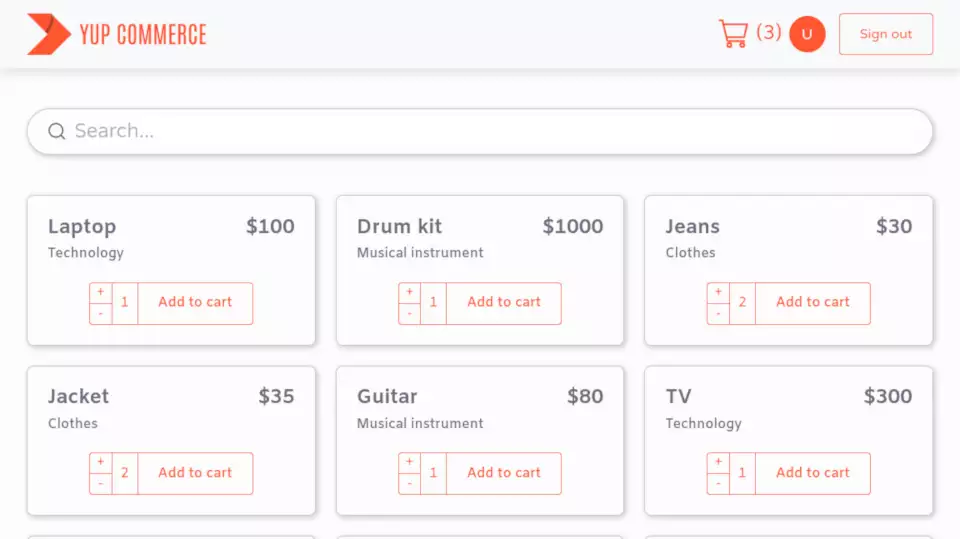 YUP COMMERCE (3) U Sign out
Search...
Laptop $100
Technology
+ - 1 Add to cart
Drum kit $1000
Musical instrument
+ - 1 Add to cart
Jeans $30
Clothes
+ - 2 Add to cart
Jacket $35
Clothes
+ - 2 Add to cart
Guitar $80
Musical instrument
+ - 1 Add to cart
TV $300
Technology
+ - 1 Add to cart